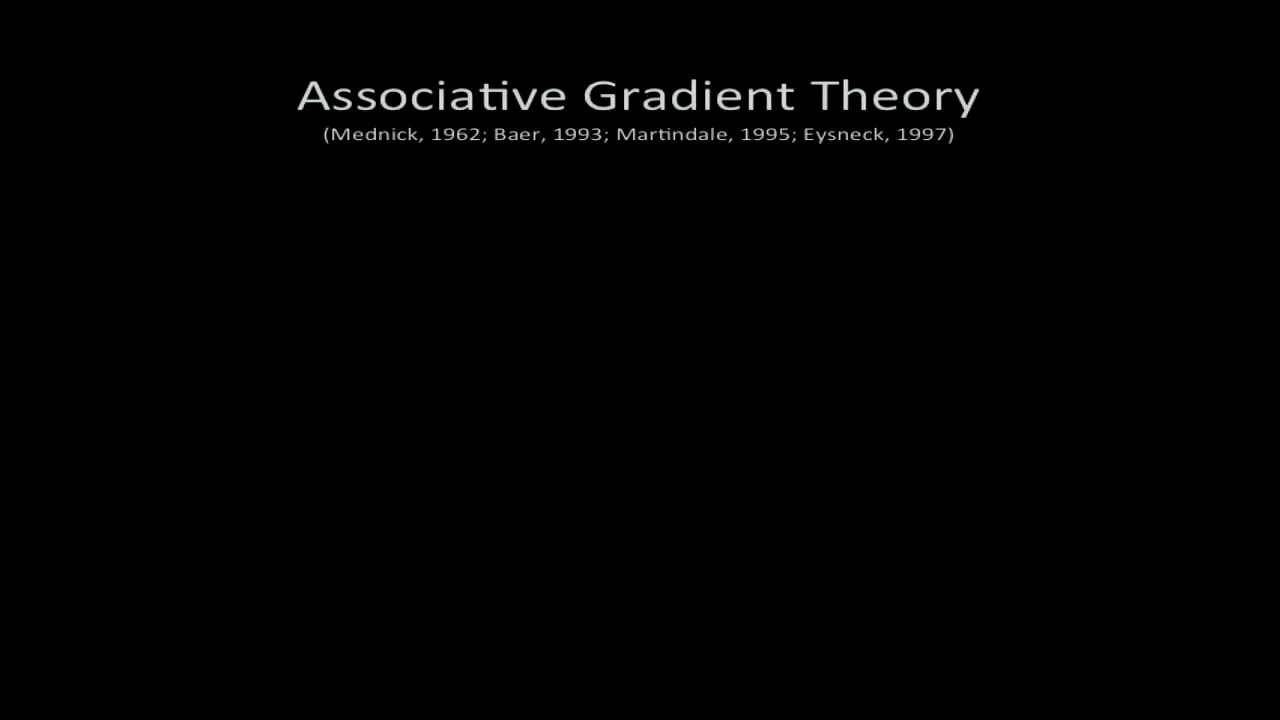 Associative Gradient Theory
(Mednick, 1962; Baer, 1993; Martindale, 1995; Eysneck, 1997)